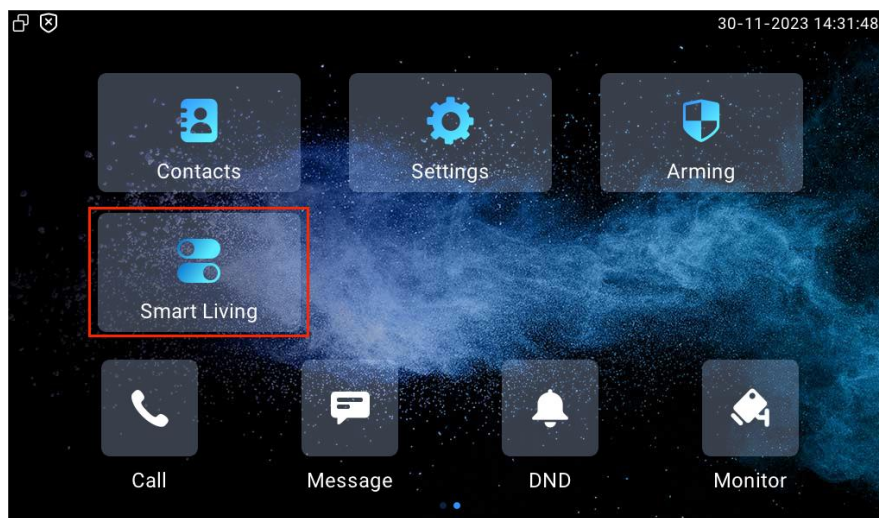 30-11-2023 14:31:48
Contacts
Settings
Arming
Smart Living
Call
Message
DND
Monitor